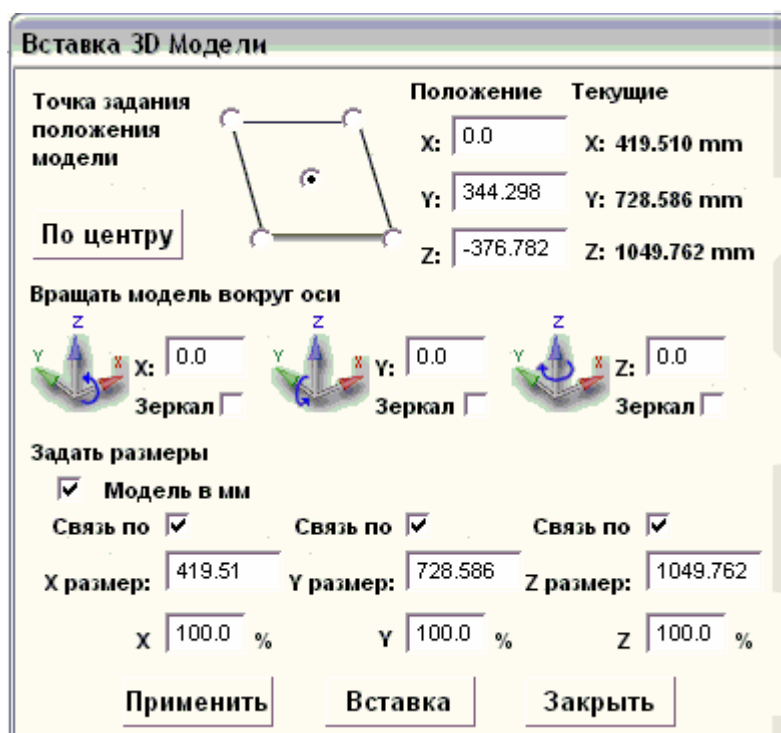 Вставка 3D Модели
Точка задания
положения
модели
По центру
Положение Текущие
X: 0.0 X: 419.510 mm
Y: 344.298 Y: 728.586 mm
Z: -376.782 Z: 1049.762 mm
Вращать модель вокруг оси
Z Z Z
Y X Y X Y X
X: 0.0 Y: 0.0 Z: 0.0
Зеркал Зеркал Зеркал
Задать размеры
Модель в мм
Связь по Связь по Связь по
X размер: 419.51 Y размер: 728.586 Z размер: 1049.762
X 100.0 % Y 100.0 % Z 100.0 %
Применить Вставка Закрыть